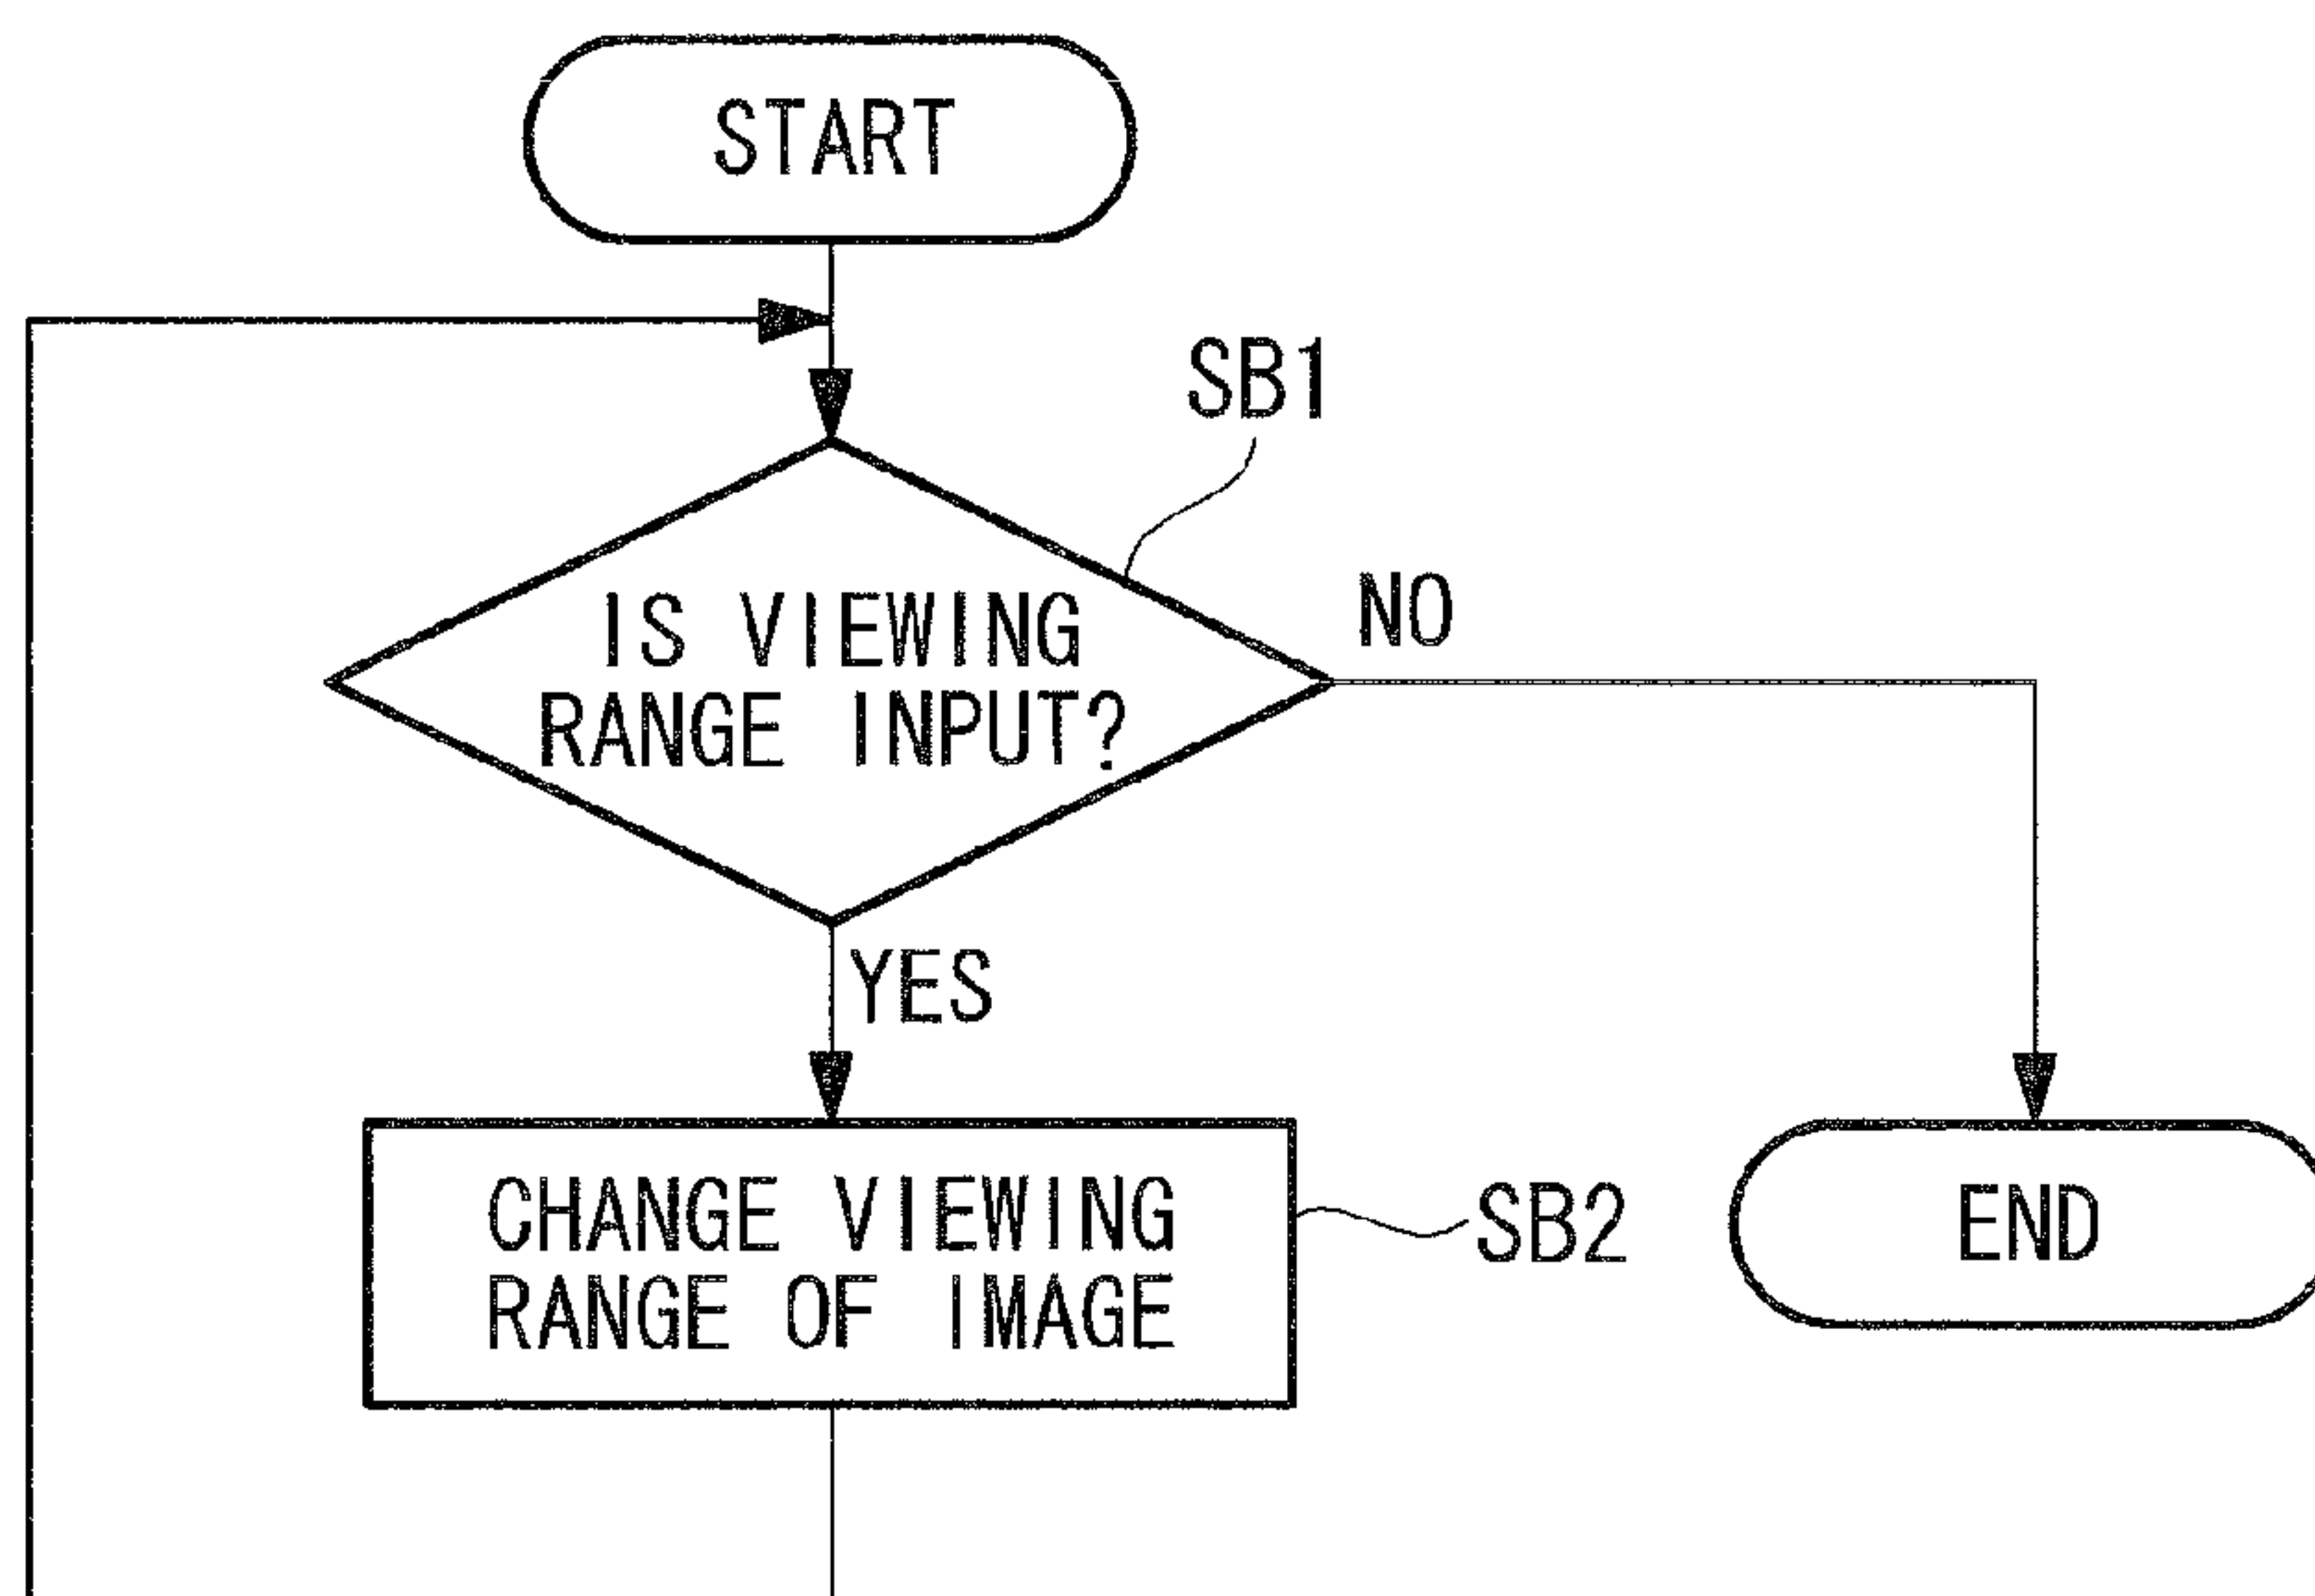 START
SB1
IS VIEWING
RANGE INPUT?
NO
YES
CHANGE VIEWING
RANGE OF IMAGE
SB2
END